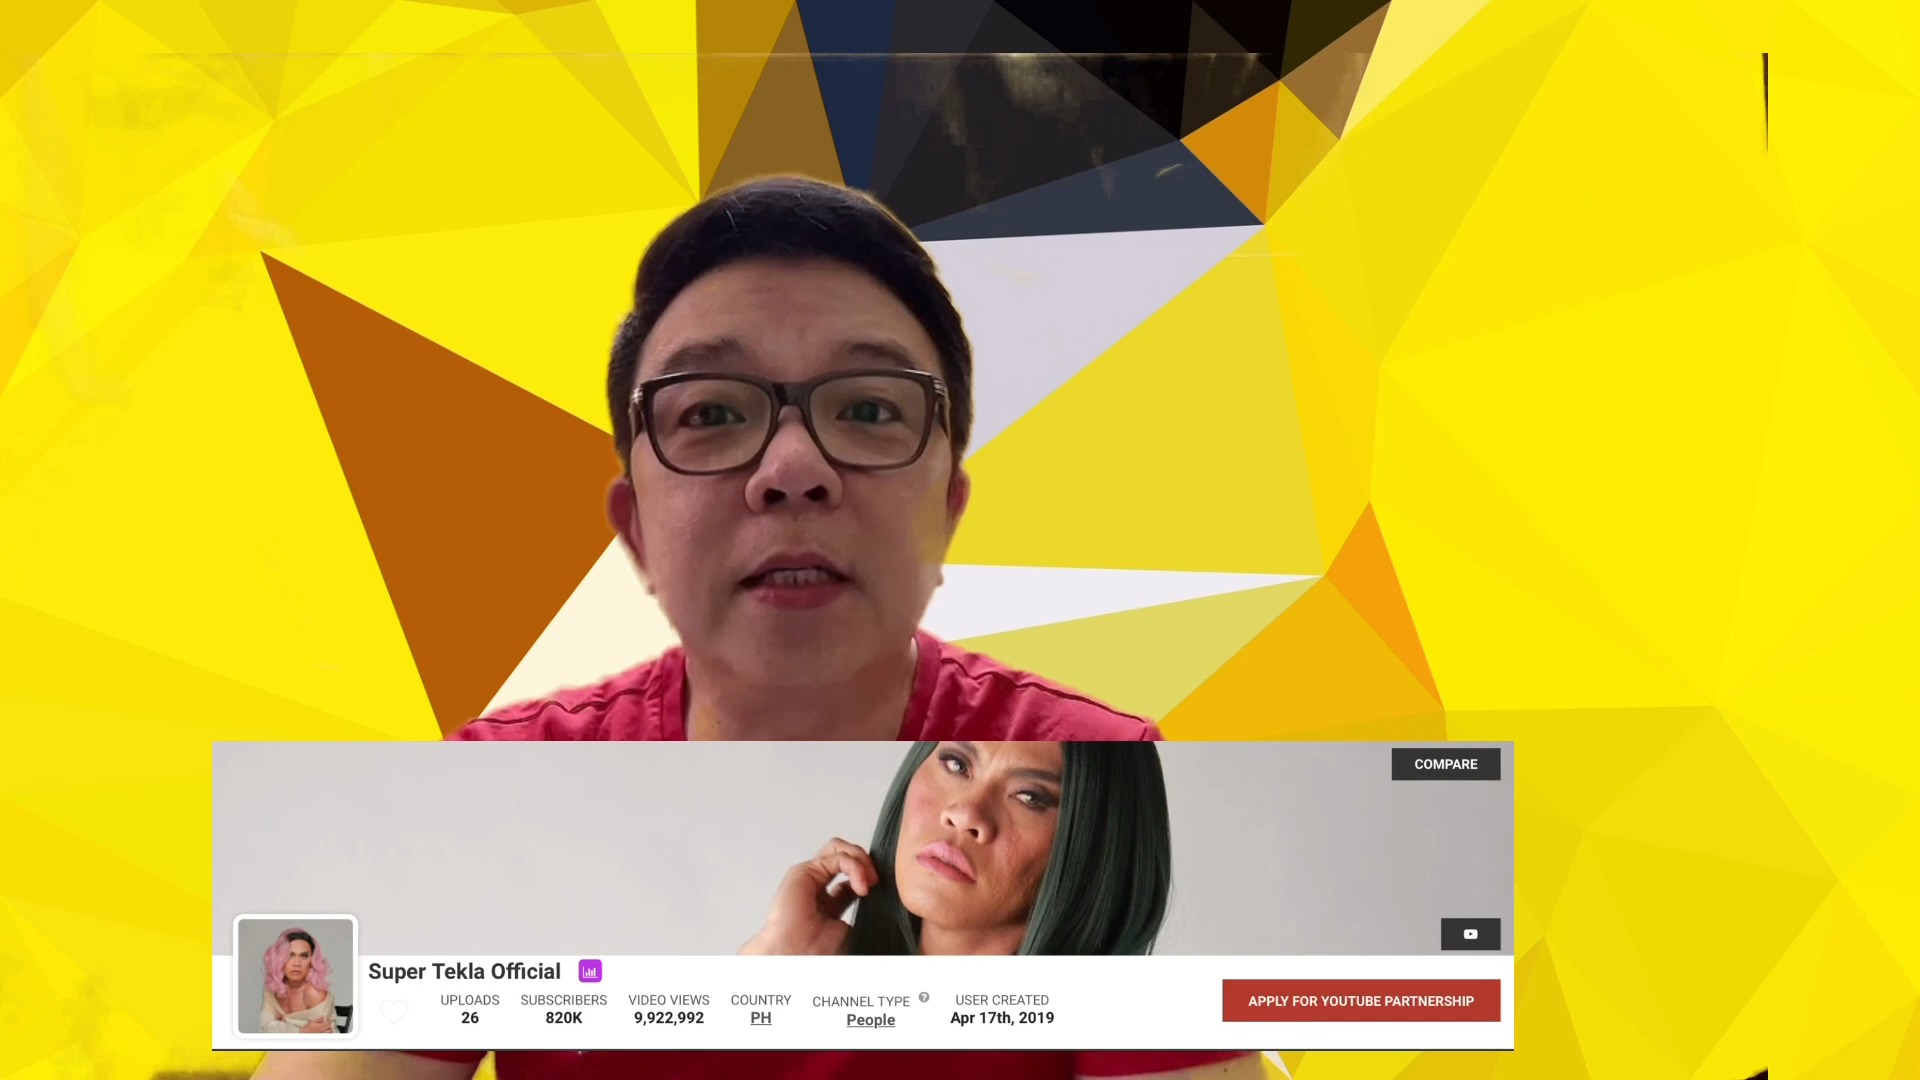 COMPARE
Super Tekla Official
UPLOADS SUBSCRIBERS VIDEO VIEWS COUNTRY CHANNEL TYPE ? USER CREATED
26 820K 9,922,992 PH People Apr 17th, 2019
APPLY FOR YOUTUBE PARTNERSHIP